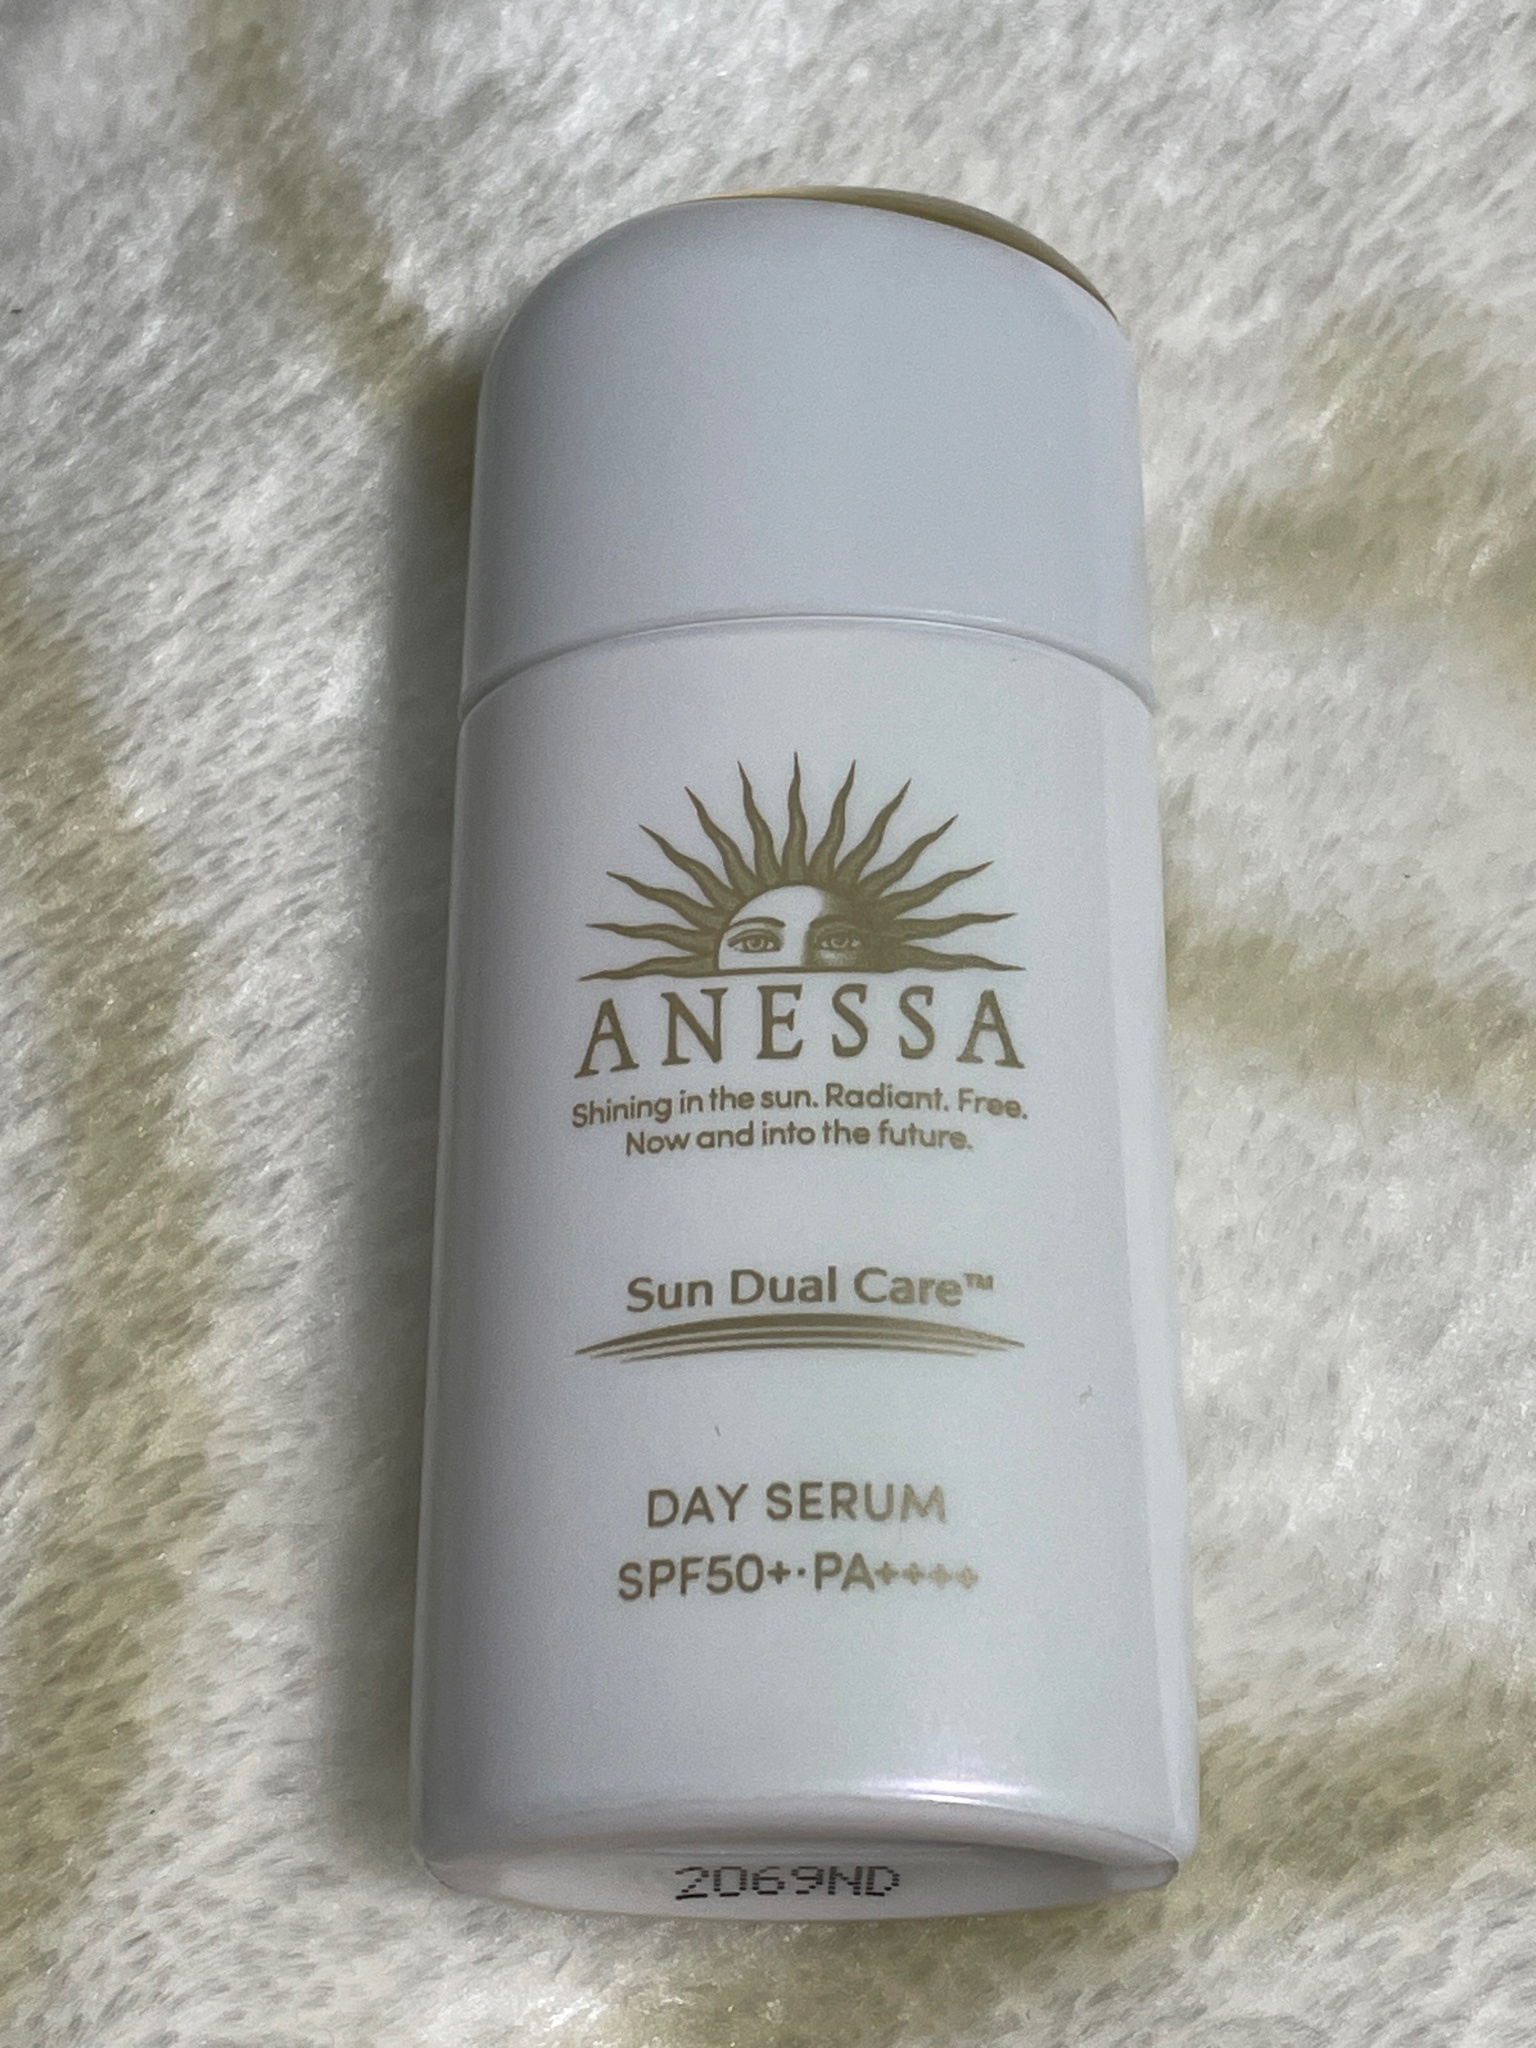 ANESSA
Shining in the sun. Radiant. Free.
Now and into the future.
Sun Dual Care™
DAY SERUM
SPF50+·PA++++
2069ND